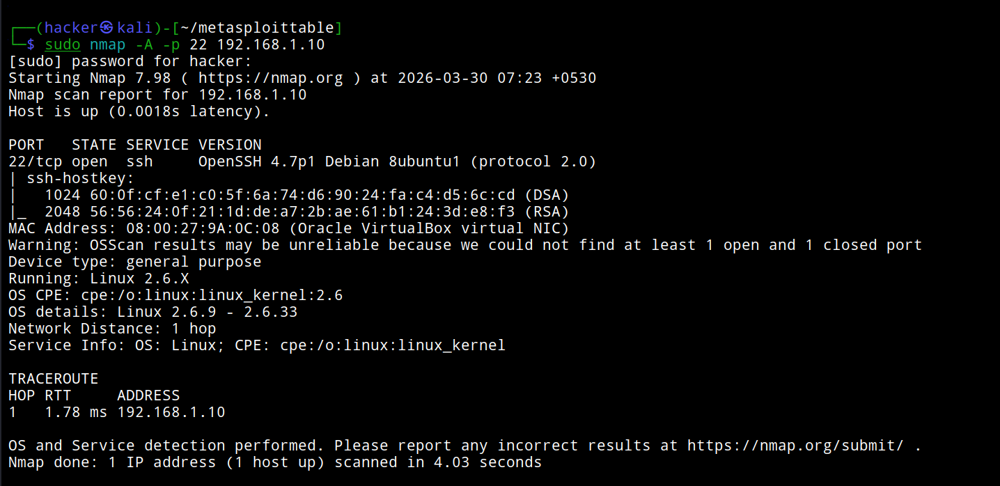 ┌──(hacker㉿kali)-[~/metasploittable]
└─$ sudo nmap -A -p 22 192.168.1.10
[sudo] password for hacker:
Starting Nmap 7.98 ( https://nmap.org ) at 2026-03-30 07:23 +0530
Nmap scan report for 192.168.1.10
Host is up (0.0018s latency).

PORT   STATE SERVICE VERSION
22/tcp open  ssh     OpenSSH 4.7p1 Debian 8ubuntu1 (protocol 2.0)
| ssh-hostkey:
|   1024 60:0f:cf:e1:c0:5f:6a:74:d6:90:24:fa:c4:d5:6c:cd (DSA)
|_  2048 56:56:24:0f:21:1d:de:a7:2b:ae:61:b1:24:3d:e8:f3 (RSA)
MAC Address: 08:00:27:9A:0C:08 (Oracle VirtualBox virtual NIC)
Warning: OSScan results may be unreliable because we could not find at least 1 open and 1 closed port
Device type: general purpose
Running: Linux 2.6.X
OS CPE: cpe:/o:linux:linux_kernel:2.6
OS details: Linux 2.6.9 - 2.6.33
Network Distance: 1 hop
Service Info: OS: Linux; CPE: cpe:/o:linux:linux_kernel

TRACEROUTE
HOP RTT     ADDRESS
1   1.78 ms 192.168.1.10

OS and Service detection performed. Please report any incorrect results at https://nmap.org/submit/ .
Nmap done: 1 IP address (1 host up) scanned in 4.03 seconds